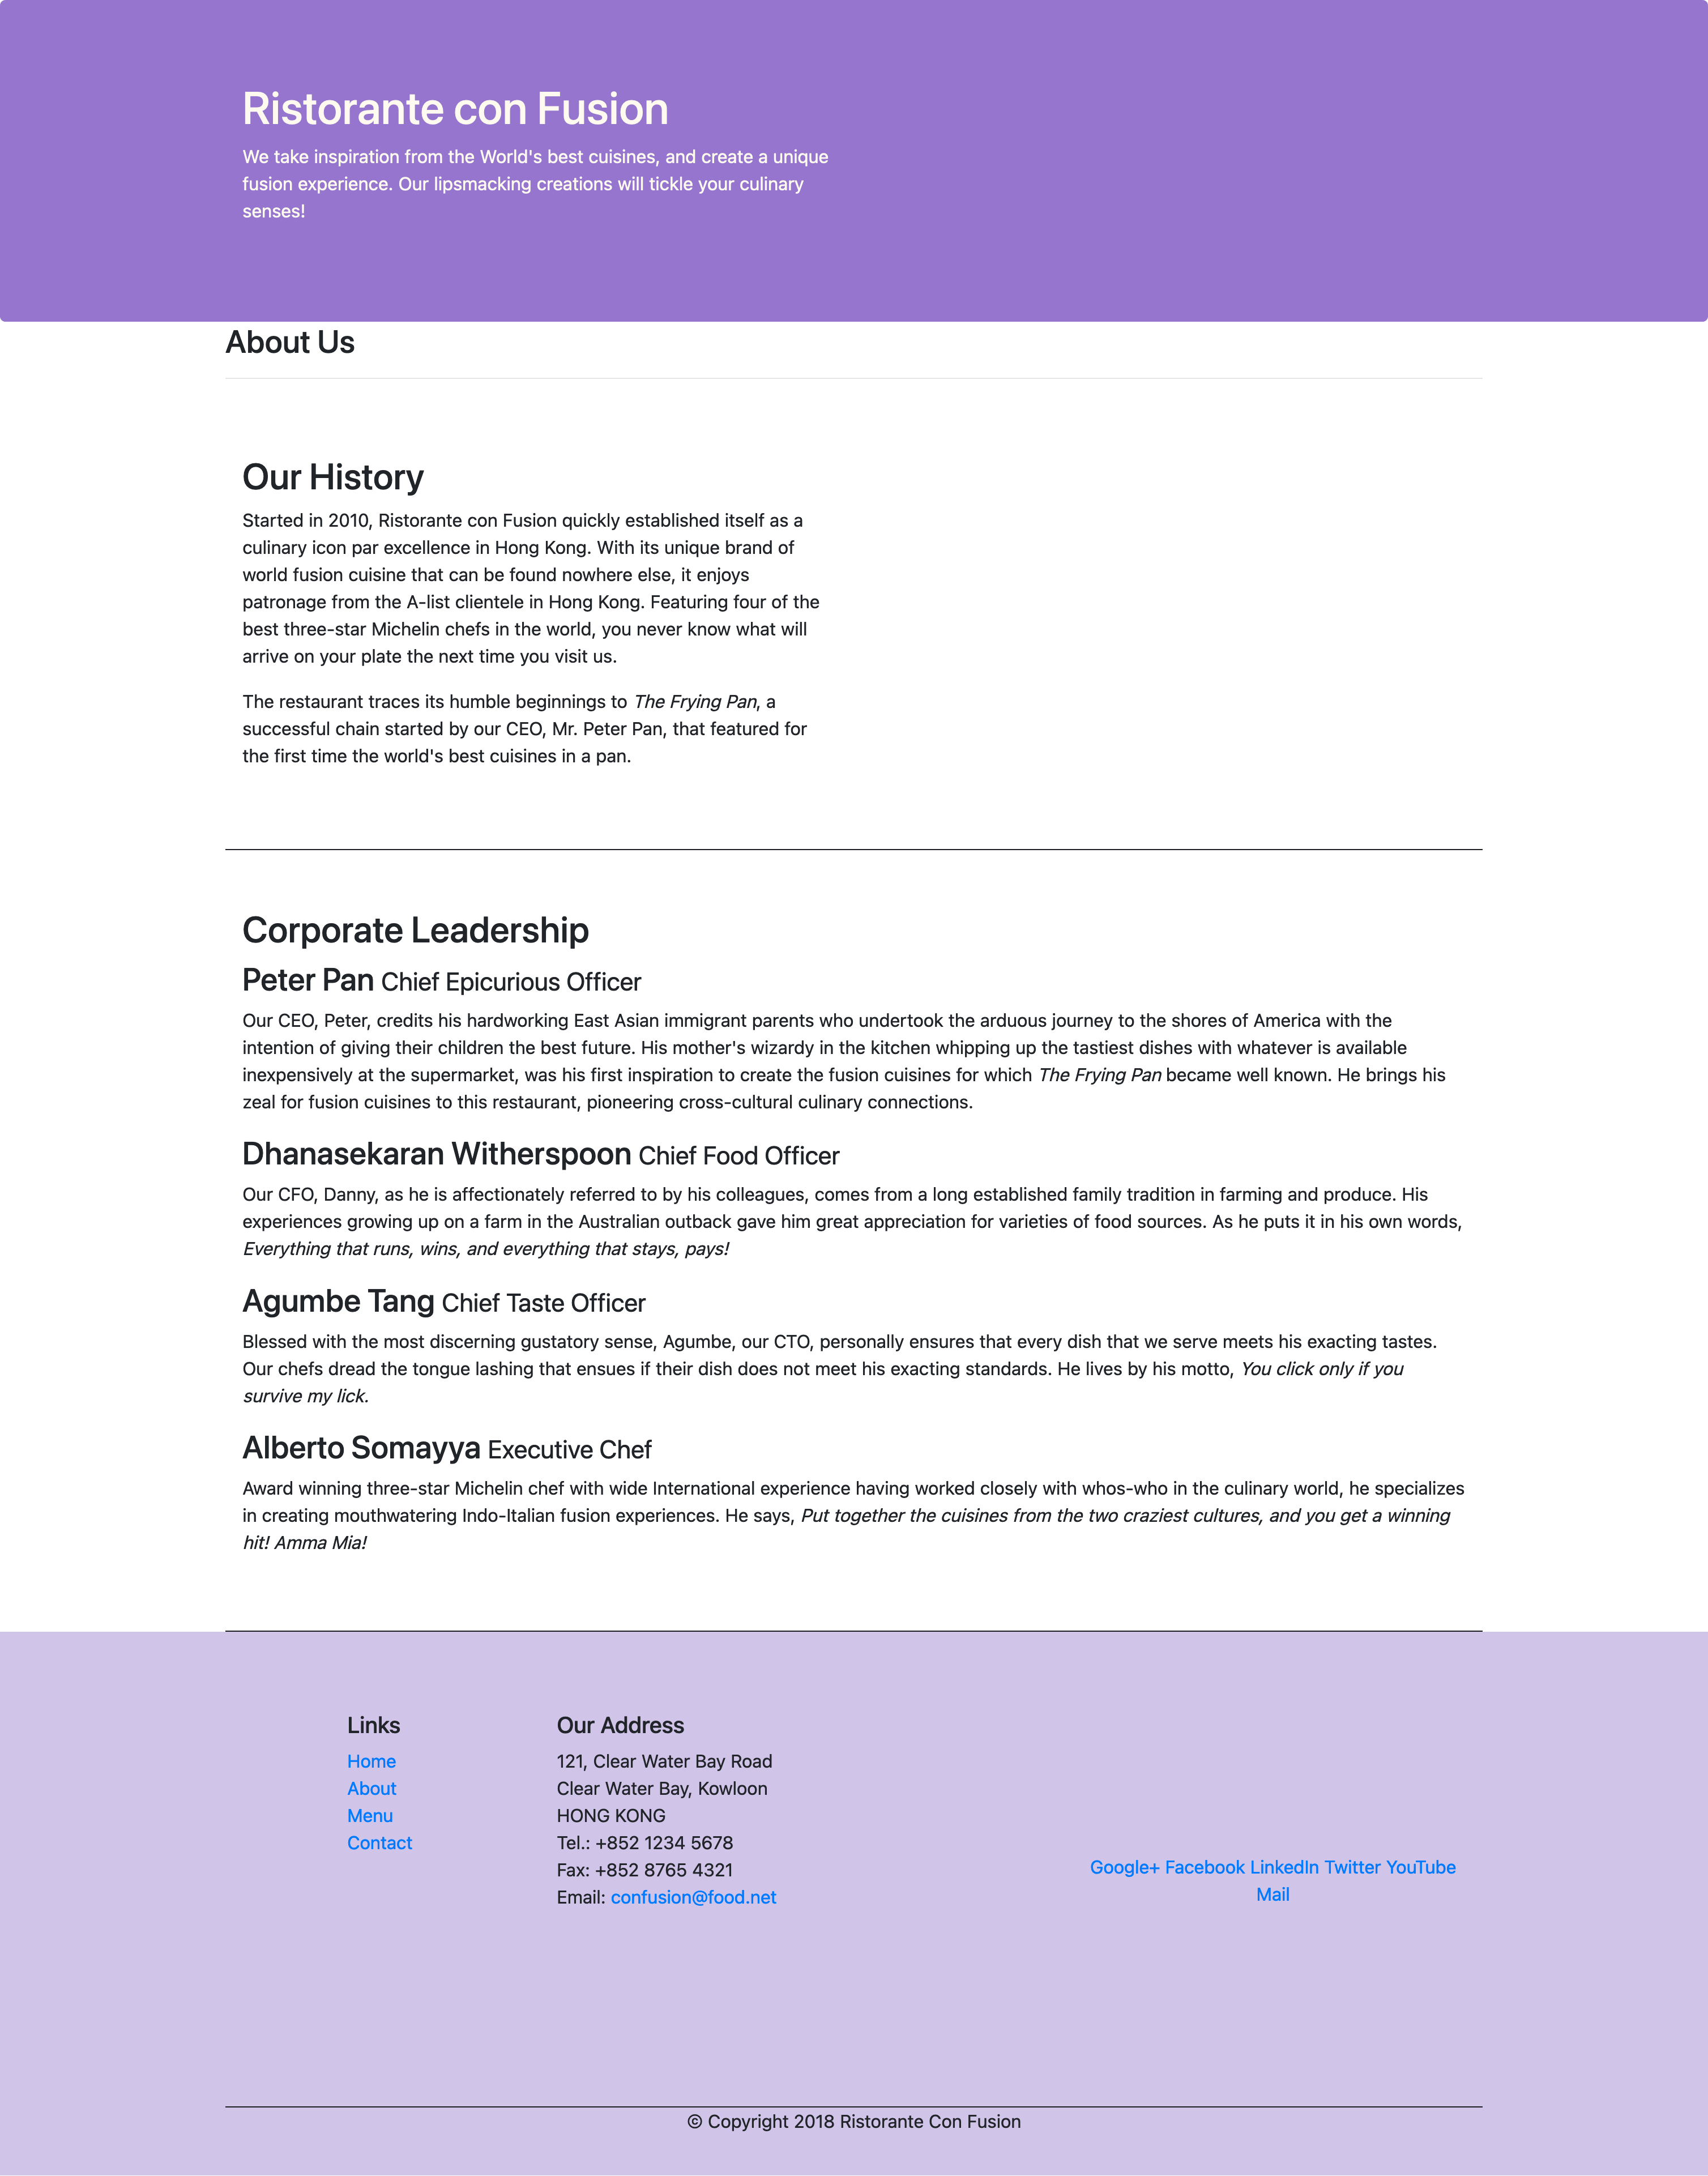 Ristorante con Fusion
We take inspiration from the World's best cuisines, and create a unique
fusion experience. Our lipsmacking creations will tickle your culinary
senses!
About Us
Our History
Started in 2010, Ristorante con Fusion quickly established itself as a
culinary icon par excellence in Hong Kong. With its unique brand of
world fusion cuisine that can be found nowhere else, it enjoys
patronage from the A-list clientele in Hong Kong. Featuring four of the
best three-star Michelin chefs in the world, you never know what will
arrive on your plate the next time you visit us.
The restaurant traces its humble beginnings to The Frying Pan, a
successful chain started by our CEO, Mr. Peter Pan, that featured for
the first time the world's best cuisines in a pan.
Corporate Leadership
Peter Pan Chief Epicurious Officer
Our CEO, Peter, credits his hardworking East Asian immigrant parents who undertook the arduous journey to the shores of America with the
intention of giving their children the best future. His mother's wizardy in the kitchen whipping up the tastiest dishes with whatever is available
inexpensively at the supermarket, was his first inspiration to create the fusion cuisines for which The Frying Pan became well known. He brings his
zeal for fusion cuisines to this restaurant, pioneering cross-cultural culinary connections.
Dhanasekaran Witherspoon Chief Food Officer
Our CFO, Danny, as he is affectionately referred to by his colleagues, comes from a long established family tradition in farming and produce. His
experiences growing up on a farm in the Australian outback gave him great appreciation for varieties of food sources. As he puts it in his own words,
Everything that runs, wins, and everything that stays, pays!
Agumbe Tang Chief Taste Officer
Blessed with the most discerning gustatory sense, Agumbe, our CTO, personally ensures that every dish that we serve meets his exacting tastes.
Our chefs dread the tongue lashing that ensues if their dish does not meet his exacting standards. He lives by his motto, You click only if you
survive my lick.
Alberto Somayya Executive Chef
Award winning three-star Michelin chef with wide International experience having worked closely with whos-who in the culinary world, he specializes
in creating mouthwatering Indo-Italian fusion experiences. He says, Put together the cuisines from the two craziest cultures, and you get a winning
hit! Amma Mia!
Links
Home
About
Menu
Contact
Our Address
121, Clear Water Bay Road
Clear Water Bay, Kowloon
HONG KONG
Tel.: +852 1234 5678
Fax: +852 8765 4321
Email: confusion@food.net
Google+ Facebook LinkedIn Twitter YouTube
Mail
© Copyright 2018 Ristorante Con Fusion